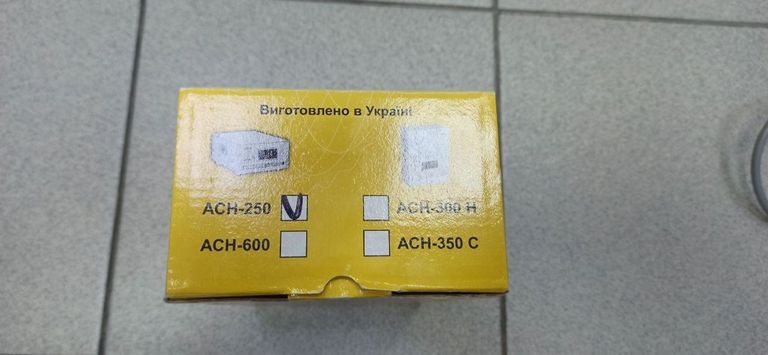 Виготовлено в Україні
АСН-250 АСН-300 Н
АСН-600 АСН-350 С